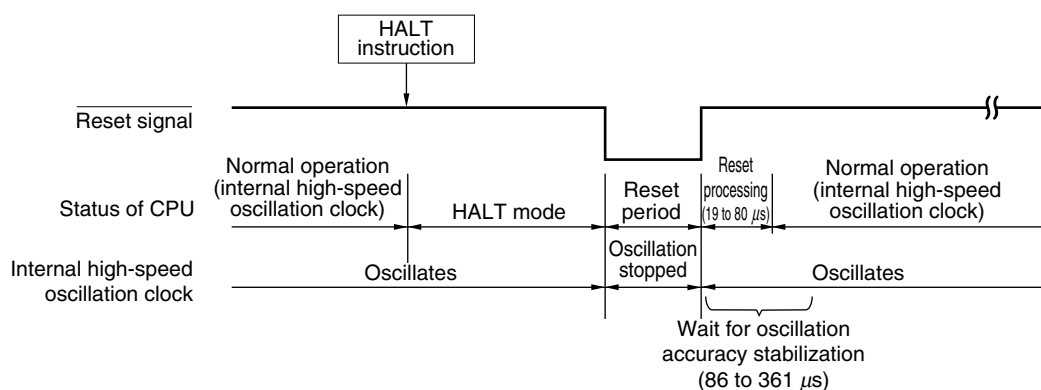 HALT
instruction
Reset signal
Normal operation
(internal high-speed
oscillation clock)
Status of CPU
HALT mode
Reset
period
Reset
processing
(19 to 80 μs)
Normal operation
(internal high-speed
oscillation clock)
Internal high-speed
oscillation clock
Oscillates
Oscillation
stopped
Oscillates
Wait for oscillation
accuracy stabilization
(86 to 361 μs)